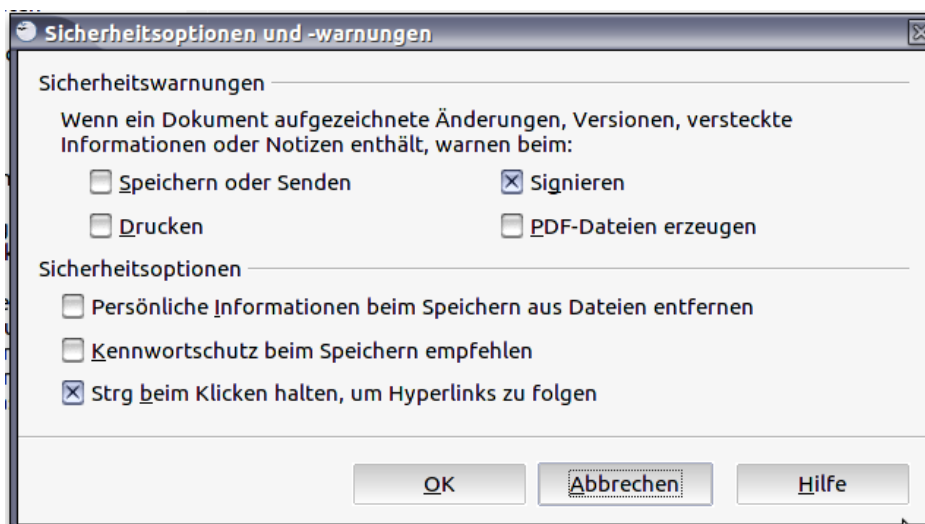 Sicherheitsoptionen und -warnungen
Sicherheitswarnungen
Wenn ein Dokument aufgezeichnete Änderungen, Versionen, versteckte
Informationen oder Notizen enthält, warnen beim:
Speichern oder Senden
Signieren
Drucken
PDF-Dateien erzeugen
Sicherheitsoptionen
Persönliche Informationen beim Speichern aus Dateien entfernen
Kennwortschutz beim Speichern empfehlen
Strg beim Klicken halten, um Hyperlinks zu folgen
OK
Abbrechen
Hilfe